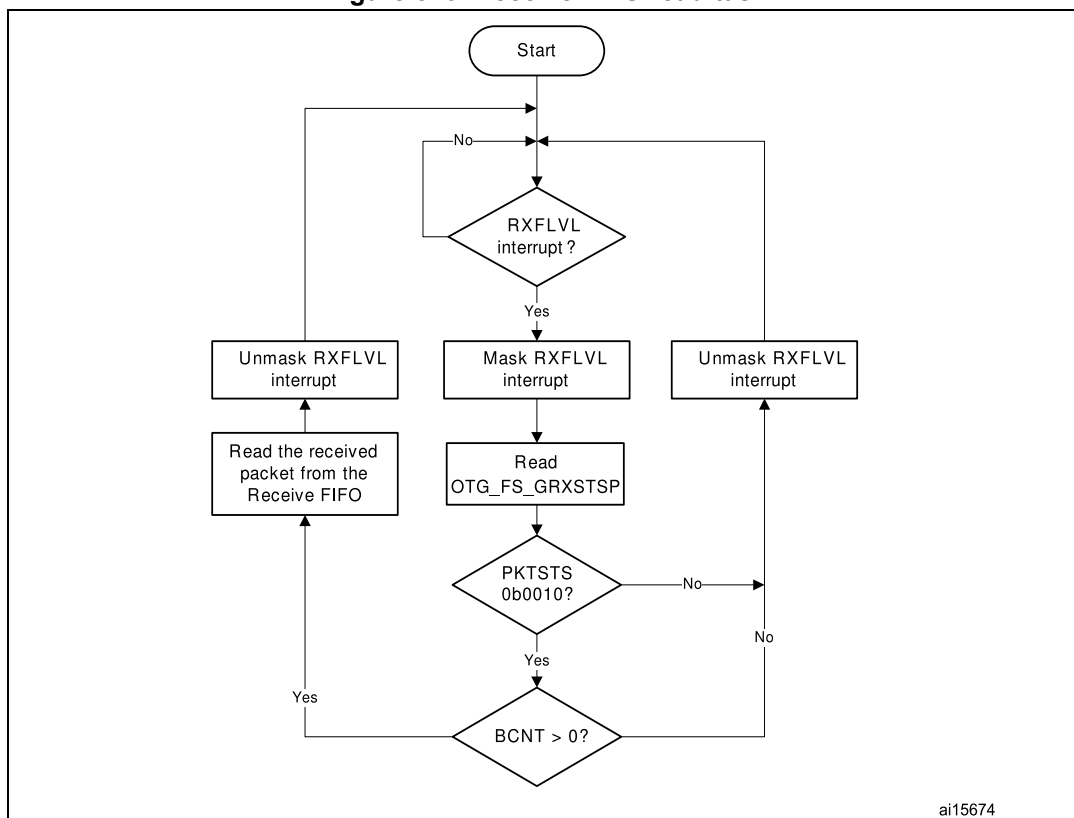 Start
No
RXFLVL
interrupt?
Yes
Unmask RXFLVL
interrupt
Mask RXFLVL
interrupt
Unmask RXFLVL
interrupt
Read the received
packet from the
Receive FIFO
Read
OTG_FS_GRXSTSP
PKTSTS
0b0010?
No
No
Yes
Yes
BCNT > 0?
ai15674